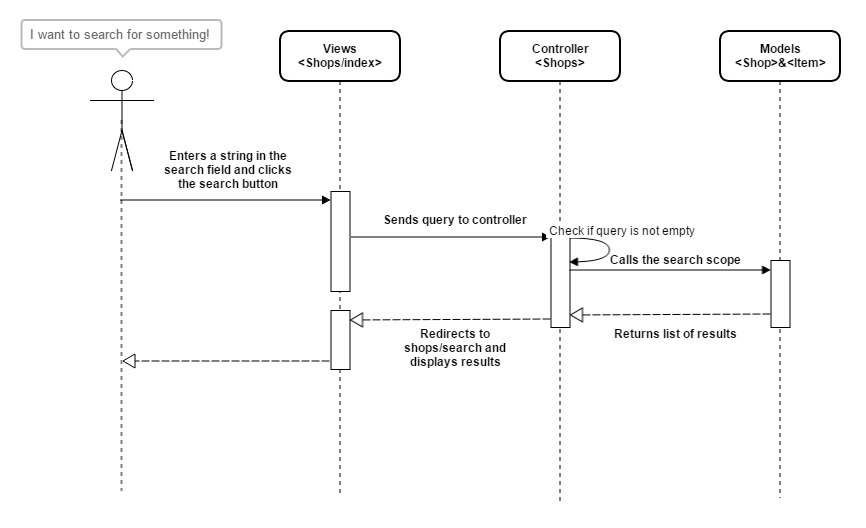 I want to search for something!
Views
<Shops/index>
Controller
<Shops>
Models
<Shop>&<Item>
Enters a string in the
search field and clicks
the search button
Sends query to controller
Check if query is not empty
Calls the search scope
Returns list of results
Redirects to
shops/search and
displays results